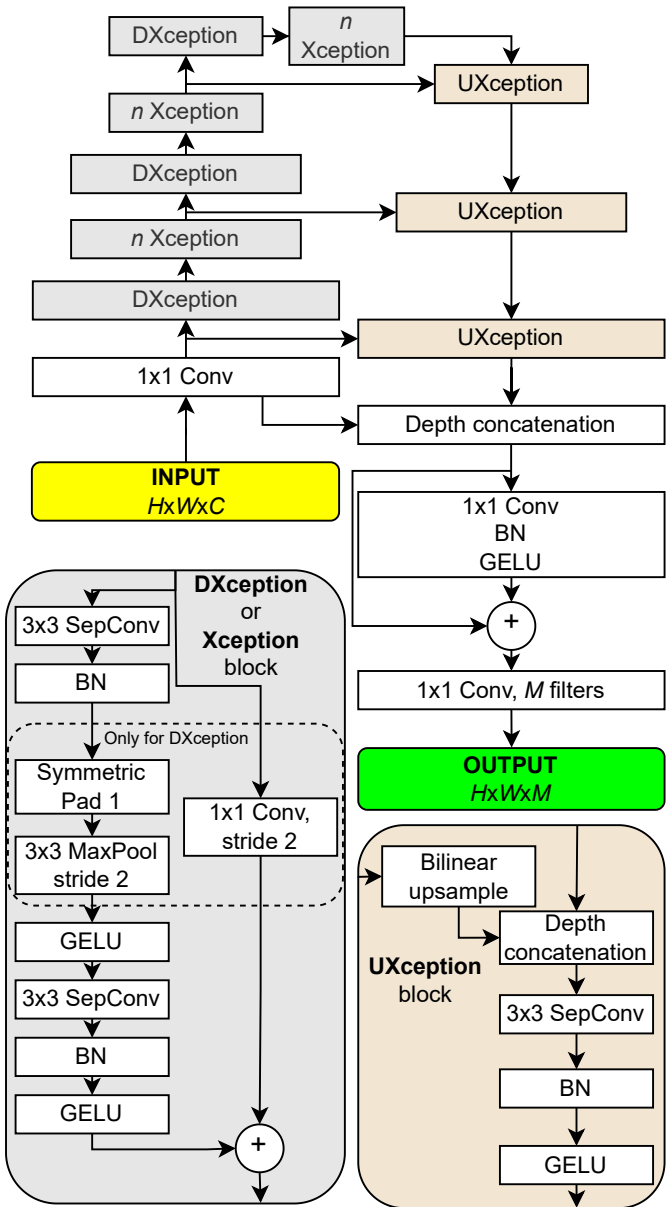 DXception
n
Xception
UXception
n Xception
DXception
UXception
n Xception
DXception
UXception
1x1 Conv
Depth concatenation
INPUT
HxWxC
1x1 Conv
BN
GELU
+
1x1 Conv, M filters
OUTPUT
HxWxM
DXception
or
Xception
block
3x3 SepConv
BN
Only for DXception
Symmetric
Pad 1
3x3 MaxPool
stride 2
1x1 Conv,
stride 2
GELU
3x3 SepConv
BN
GELU
+
Bilinear
upsample
Depth
concatenation
UXception
block
3x3 SepConv
BN
GELU